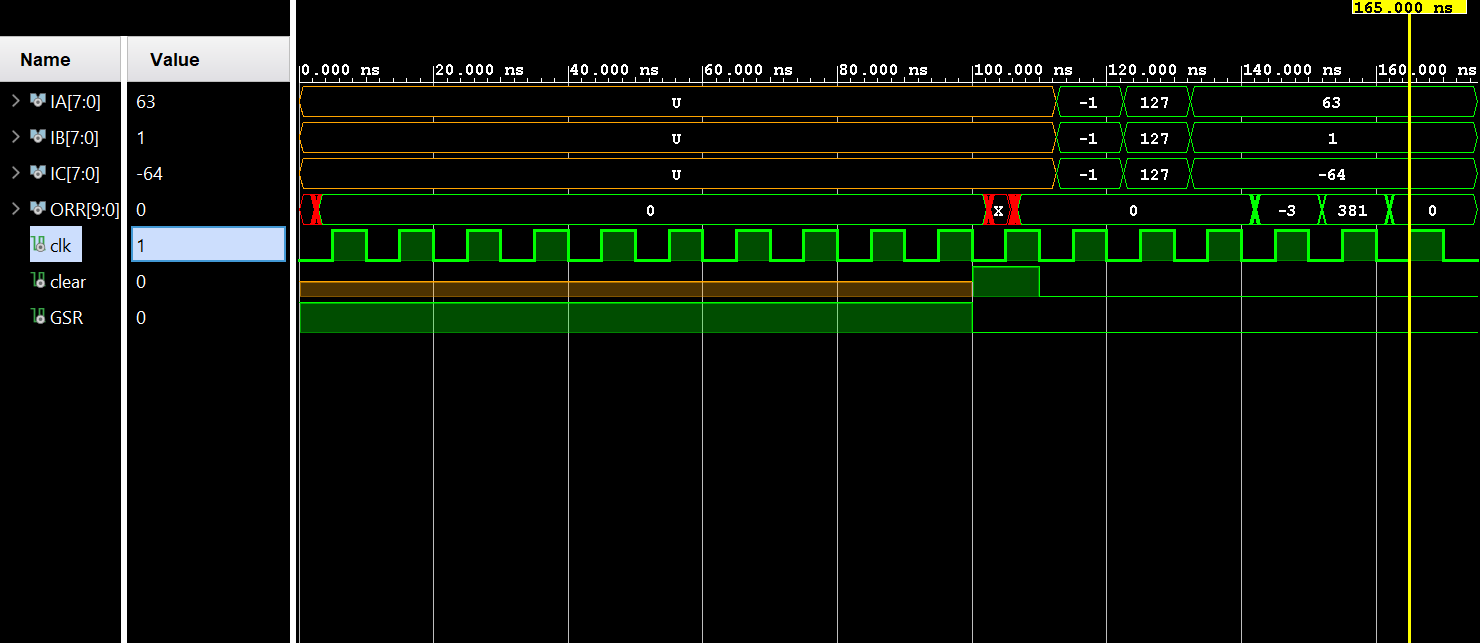 165.000 ns
Name Value
0.000 ns 20.000 ns 40.000 ns 60.000 ns 80.000 ns 100.000 ns 120.000 ns 140.000 ns 160.000 ns
IA[7:0] 63 U -1 127 63
IB[7:0] 1 U -1 127 1
IC[7:0] -64 U -1 127 -64
ORR[9:0] 0 0 X 0 -3 381 0
clk 1
clear 0
GSR 0